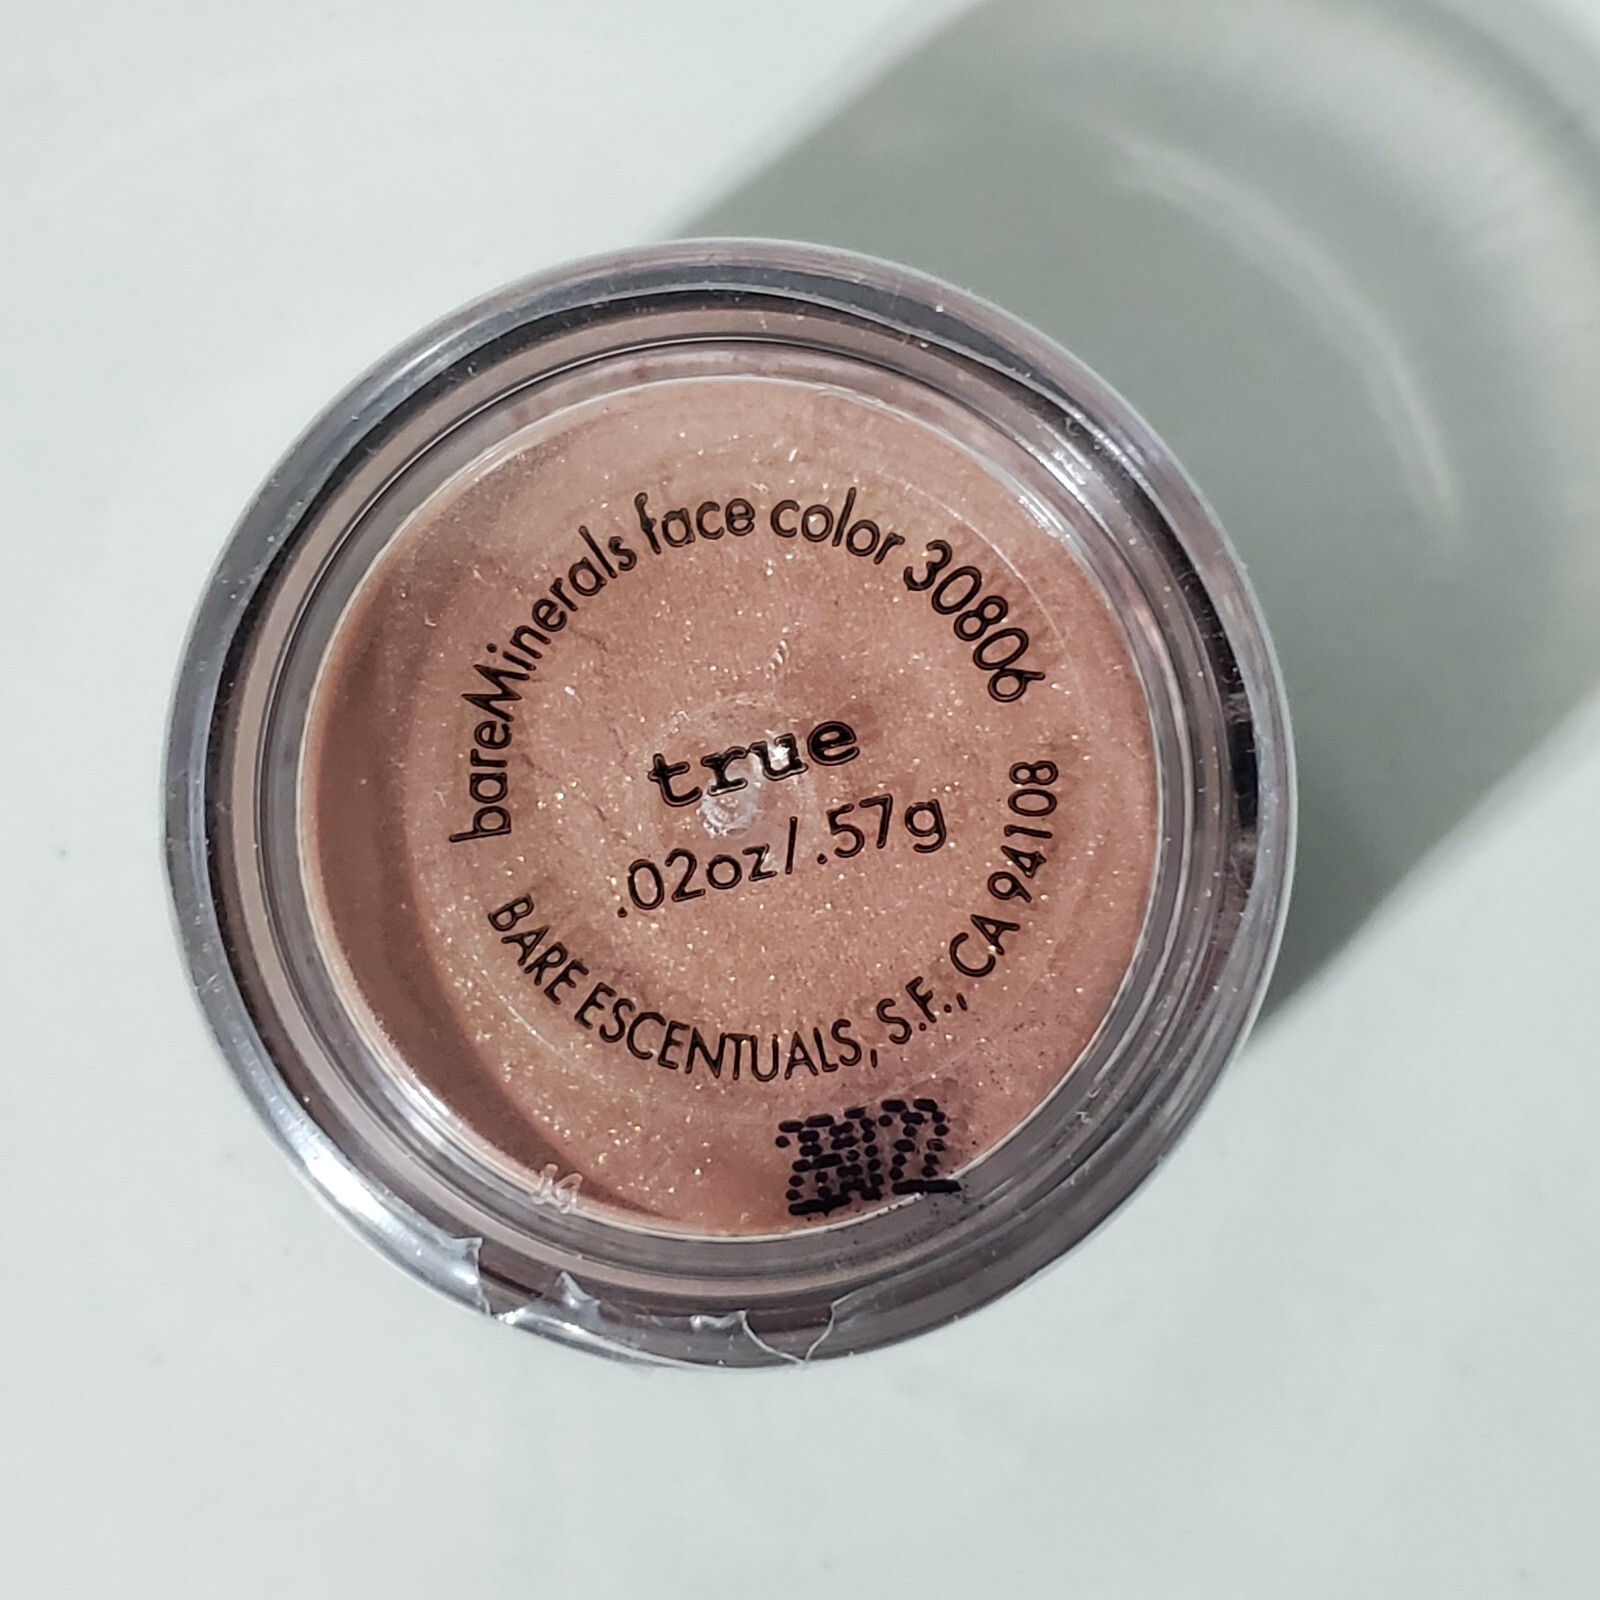 bareMinerals face color 30806
true
.02oz/.57g
BARE ESCENTUALS, S.F., CA 94108